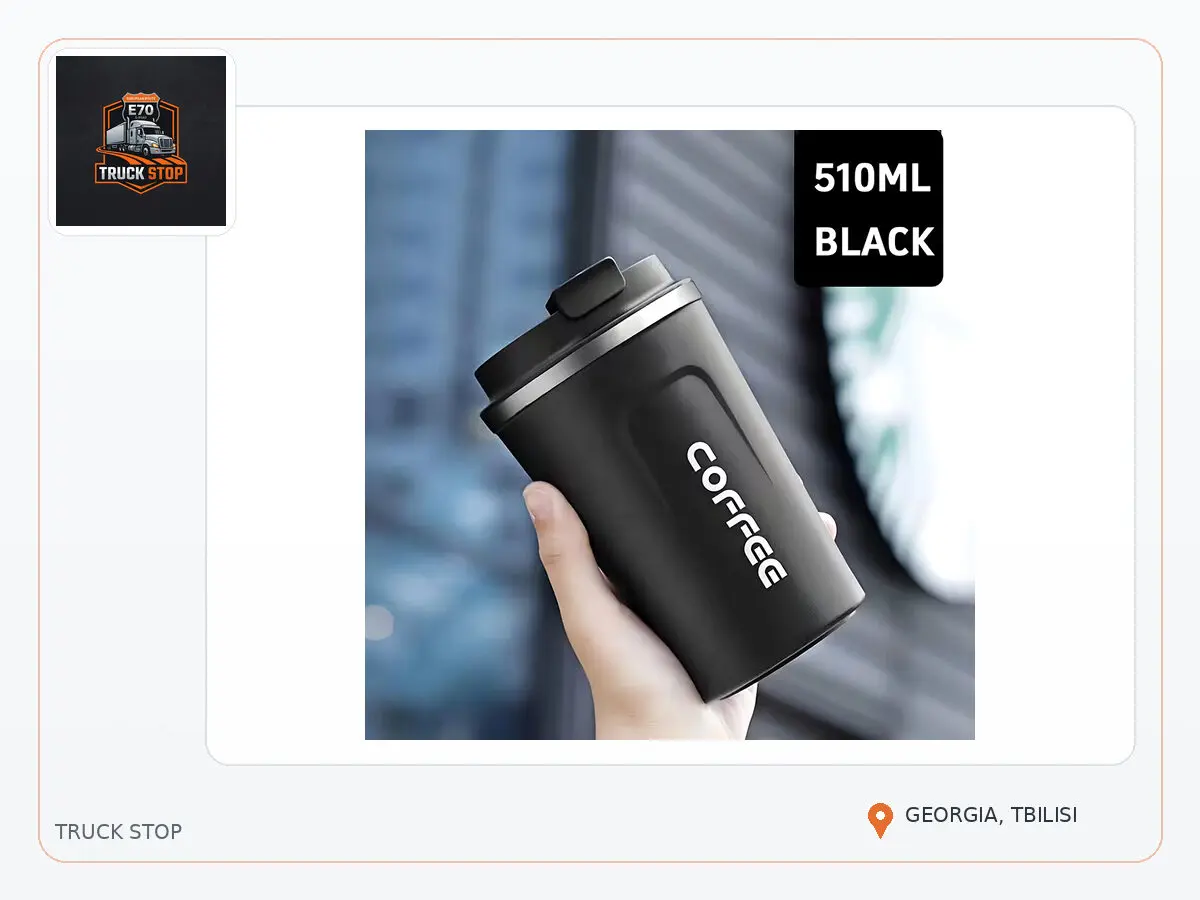 E70
TRUCK STOP
510ML
BLACK
COFFEE
TRUCK STOP
GEORGIA, TBILISI